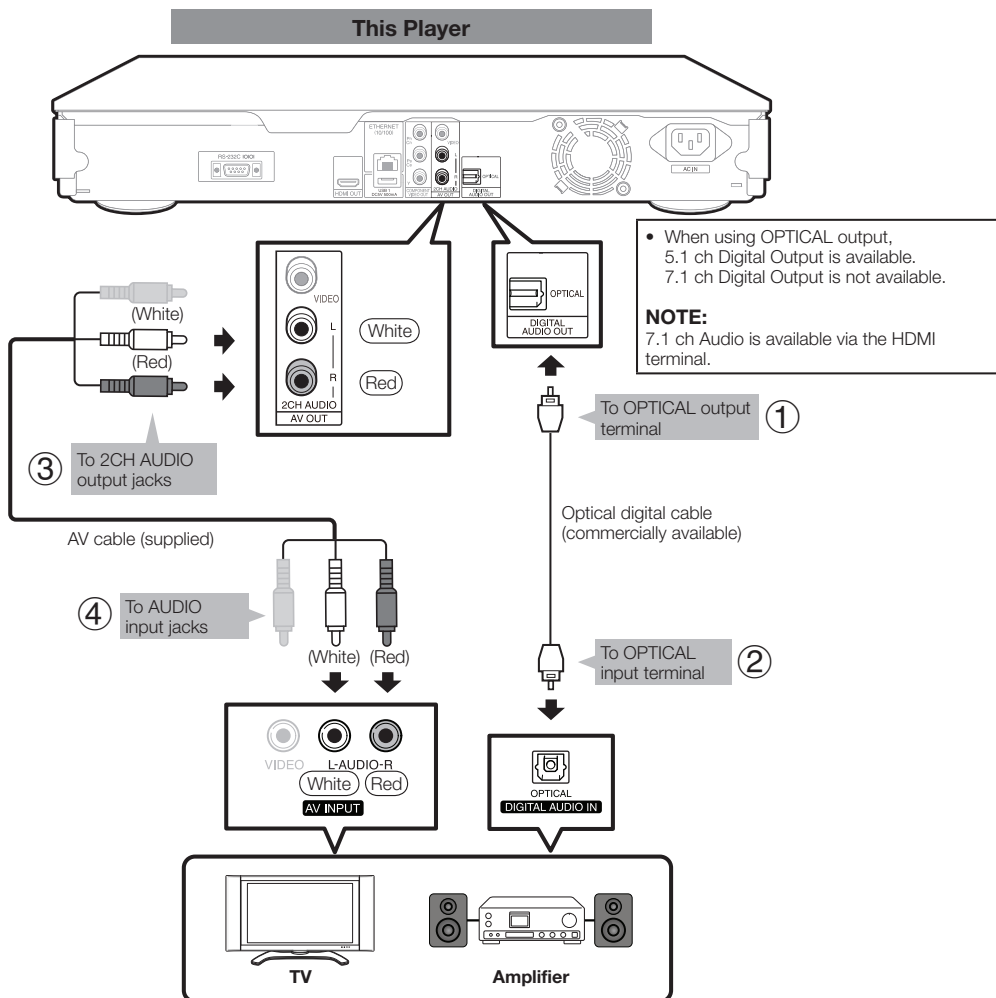 This Player
RS-232C IOIOI
HDMI OUT
ETHERNET
(10/100)
USB 1
DC5V 500mA
COMPONENT
VIDEO OUT
VIDEO
L
R
2CH AUDIO
AV OUT
OPTICAL
DIGITAL
AUDIO OUT
AC IN
• When using OPTICAL output,
5.1 ch Digital Output is available.
7.1 ch Digital Output is not available.
NOTE:
7.1 ch Audio is available via the HDMI
terminal.
(White)
(Red)
VIDEO
L
White
R
Red
2CH AUDIO
AV OUT
OPTICAL
DIGITAL
AUDIO OUT
To OPTICAL output
terminal
①
③
To 2CH AUDIO
output jacks
AV cable (supplied)
Optical digital cable
(commercially available)
④
To AUDIO
input jacks
(White) (Red)
To OPTICAL
input terminal
②
VIDEO
L-AUDIO-R
White
Red
AV INPUT
OPTICAL
DIGITAL AUDIO IN
TV
Amplifier